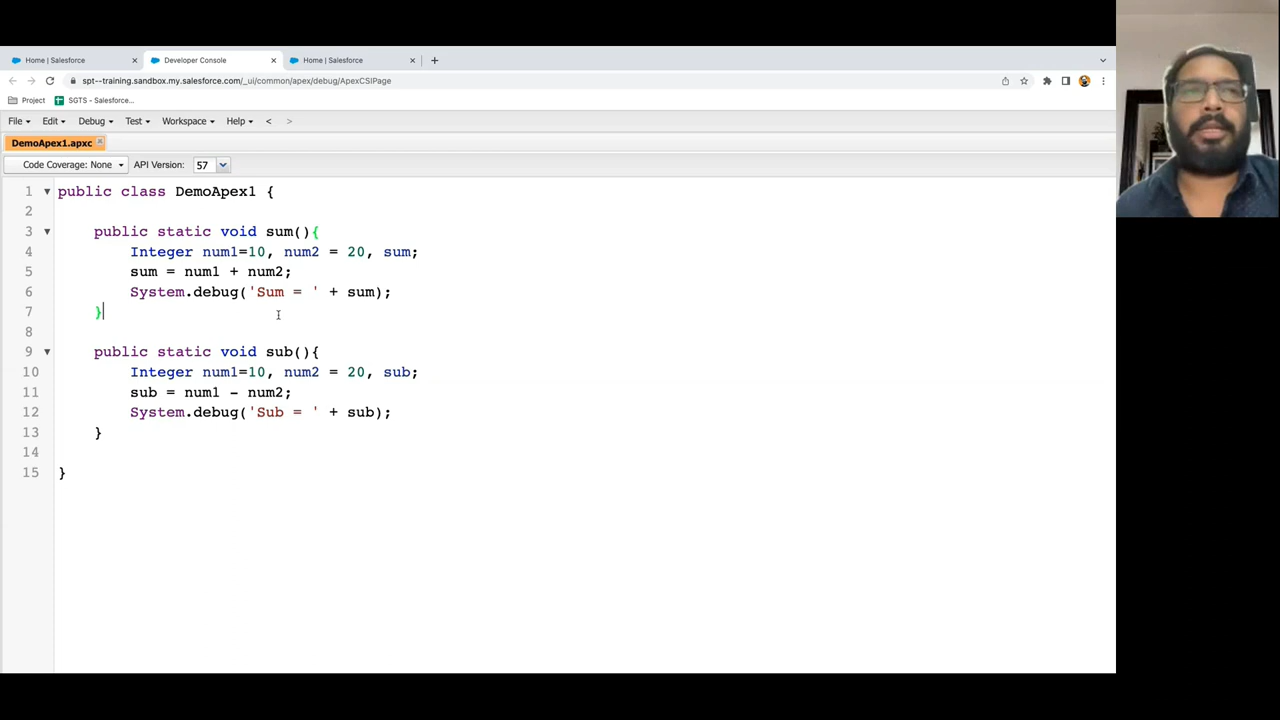 Home | Salesforce
Developer Console
Home | Salesforce
spt--training.sandbox.my.salesforce.com/_ui/common/apex/debug/ApexCSIPage
Project
SGTS - Salesforce...
File Edit Debug Test Workspace Help < >
DemoApex1.apxc
Code Coverage: None API Version: 57
1 public class DemoApex1 {
2
3 public static void sum(){
4 Integer num1=10, num2 = 20, sum;
5 sum = num1 + num2;
6 System.debug('Sum = ' + sum);
7 }
8
9 public static void sub(){
10 Integer num1=10, num2 = 20, sub;
11 sub = num1 - num2;
12 System.debug('Sub = ' + sub);
13 }
14
15 }